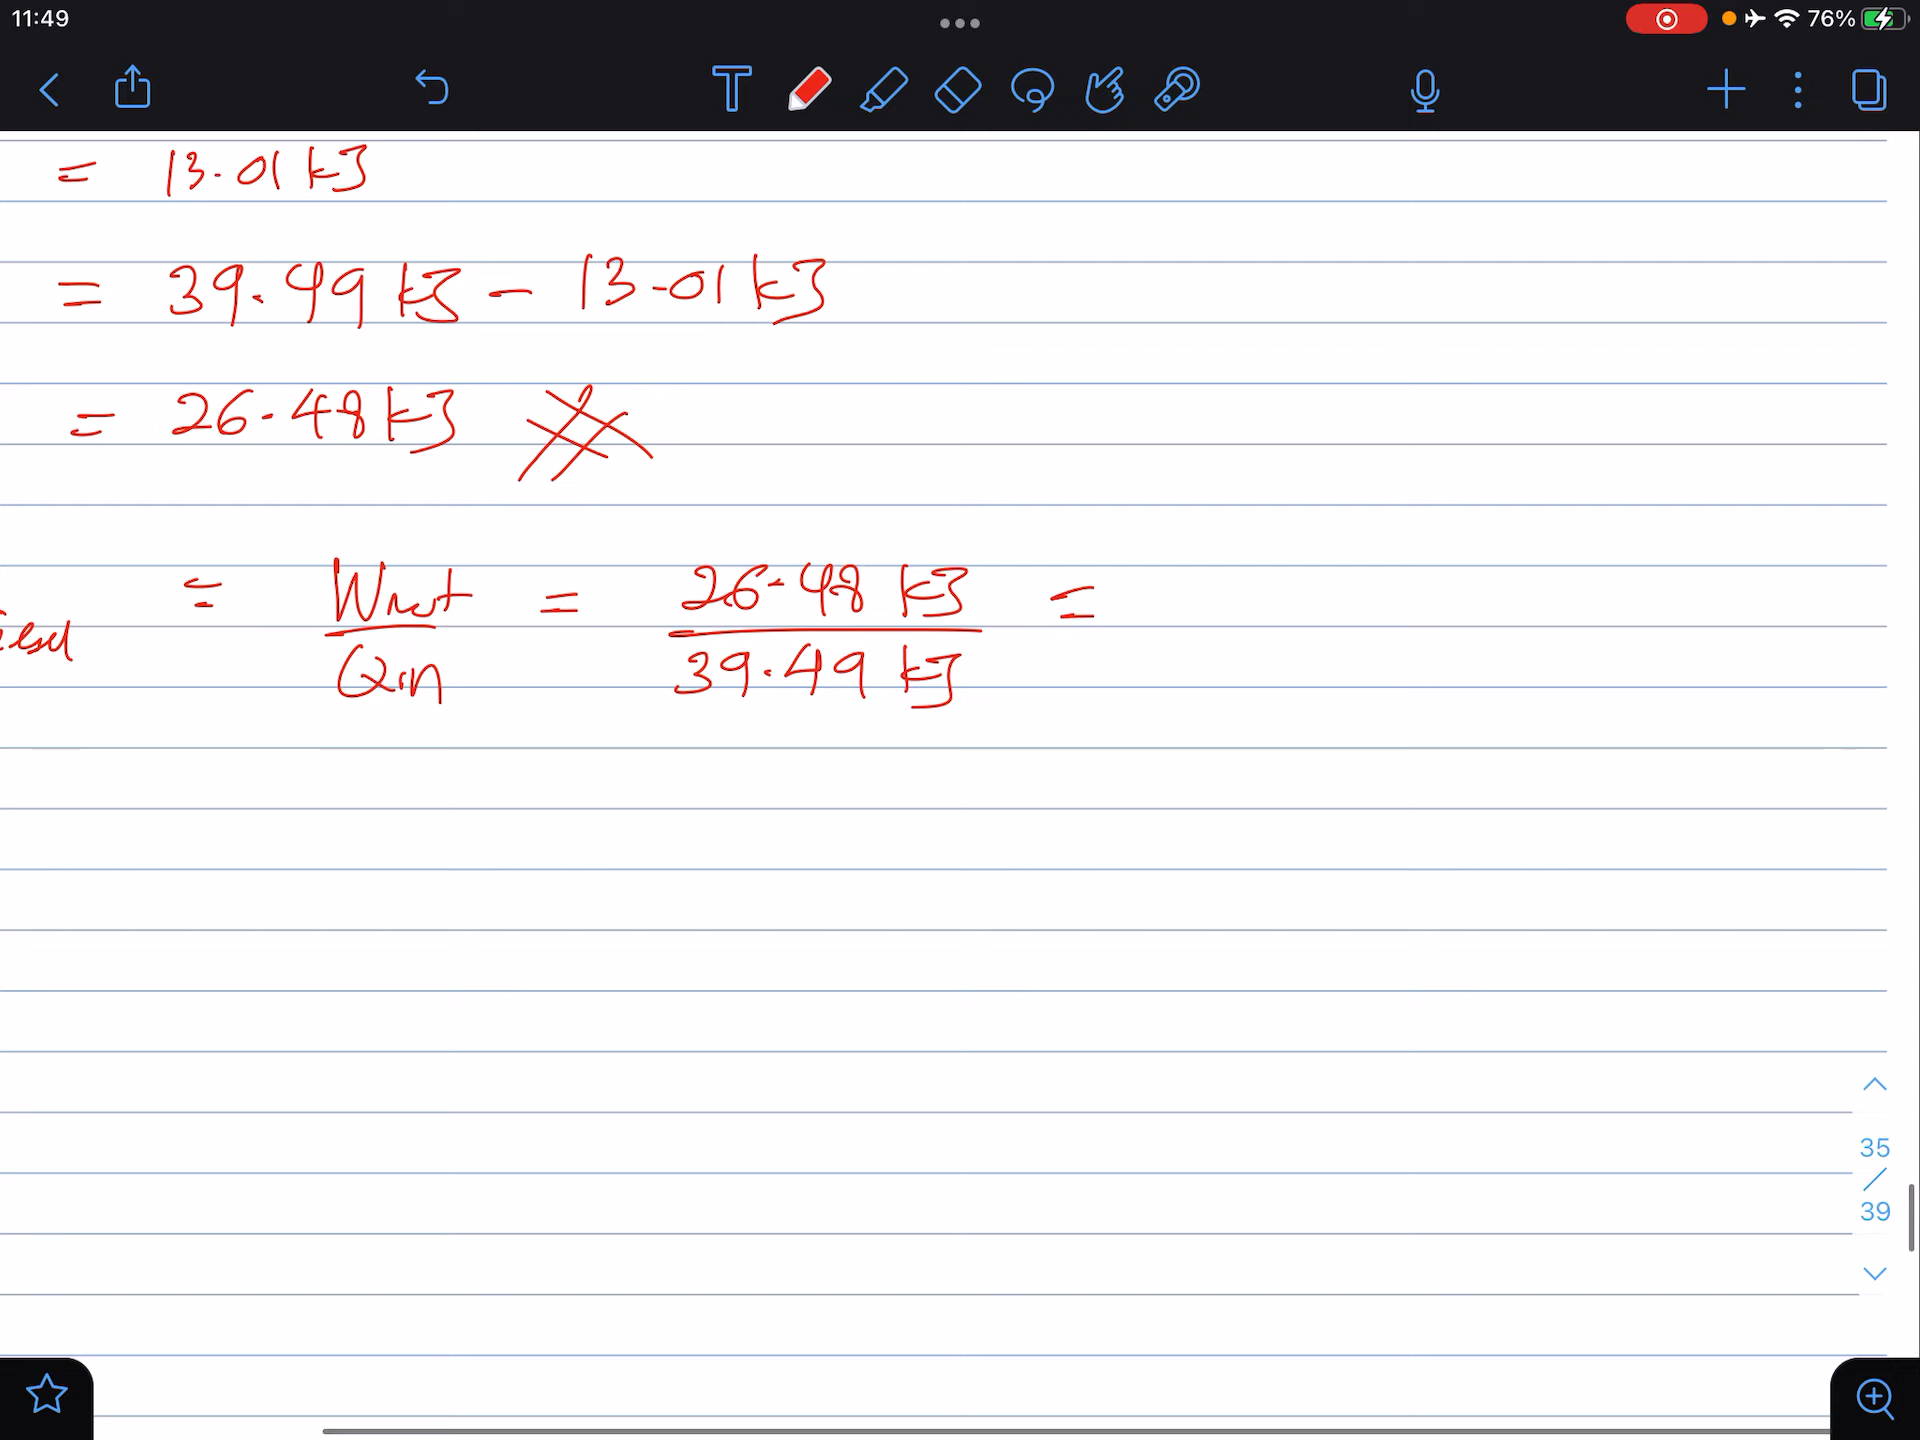 11:49
76%
= 13.01 kJ
= 39.49 kJ - 13.01 kJ
= 26.48 kJ
= Wnet = 26.48 kJ =
Qin 39.49 kJ
35
39